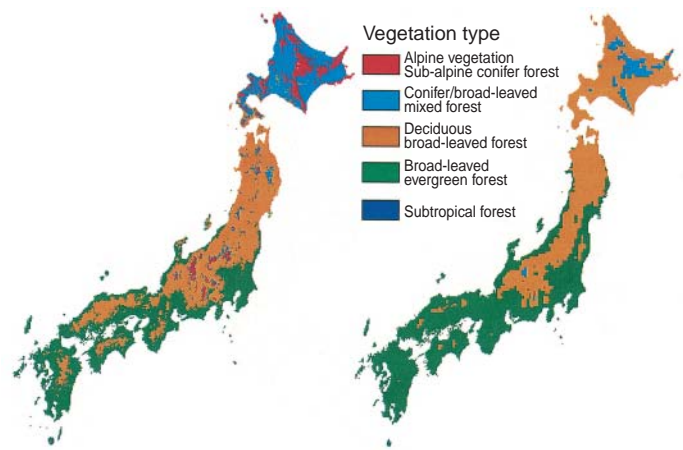 Vegetation type
Alpine vegetation
Sub-alpine conifer forest
Conifer/broad-leaved
mixed forest
Deciduous
broad-leaved forest
Broad-leaved
evergreen forest
Subtropical forest